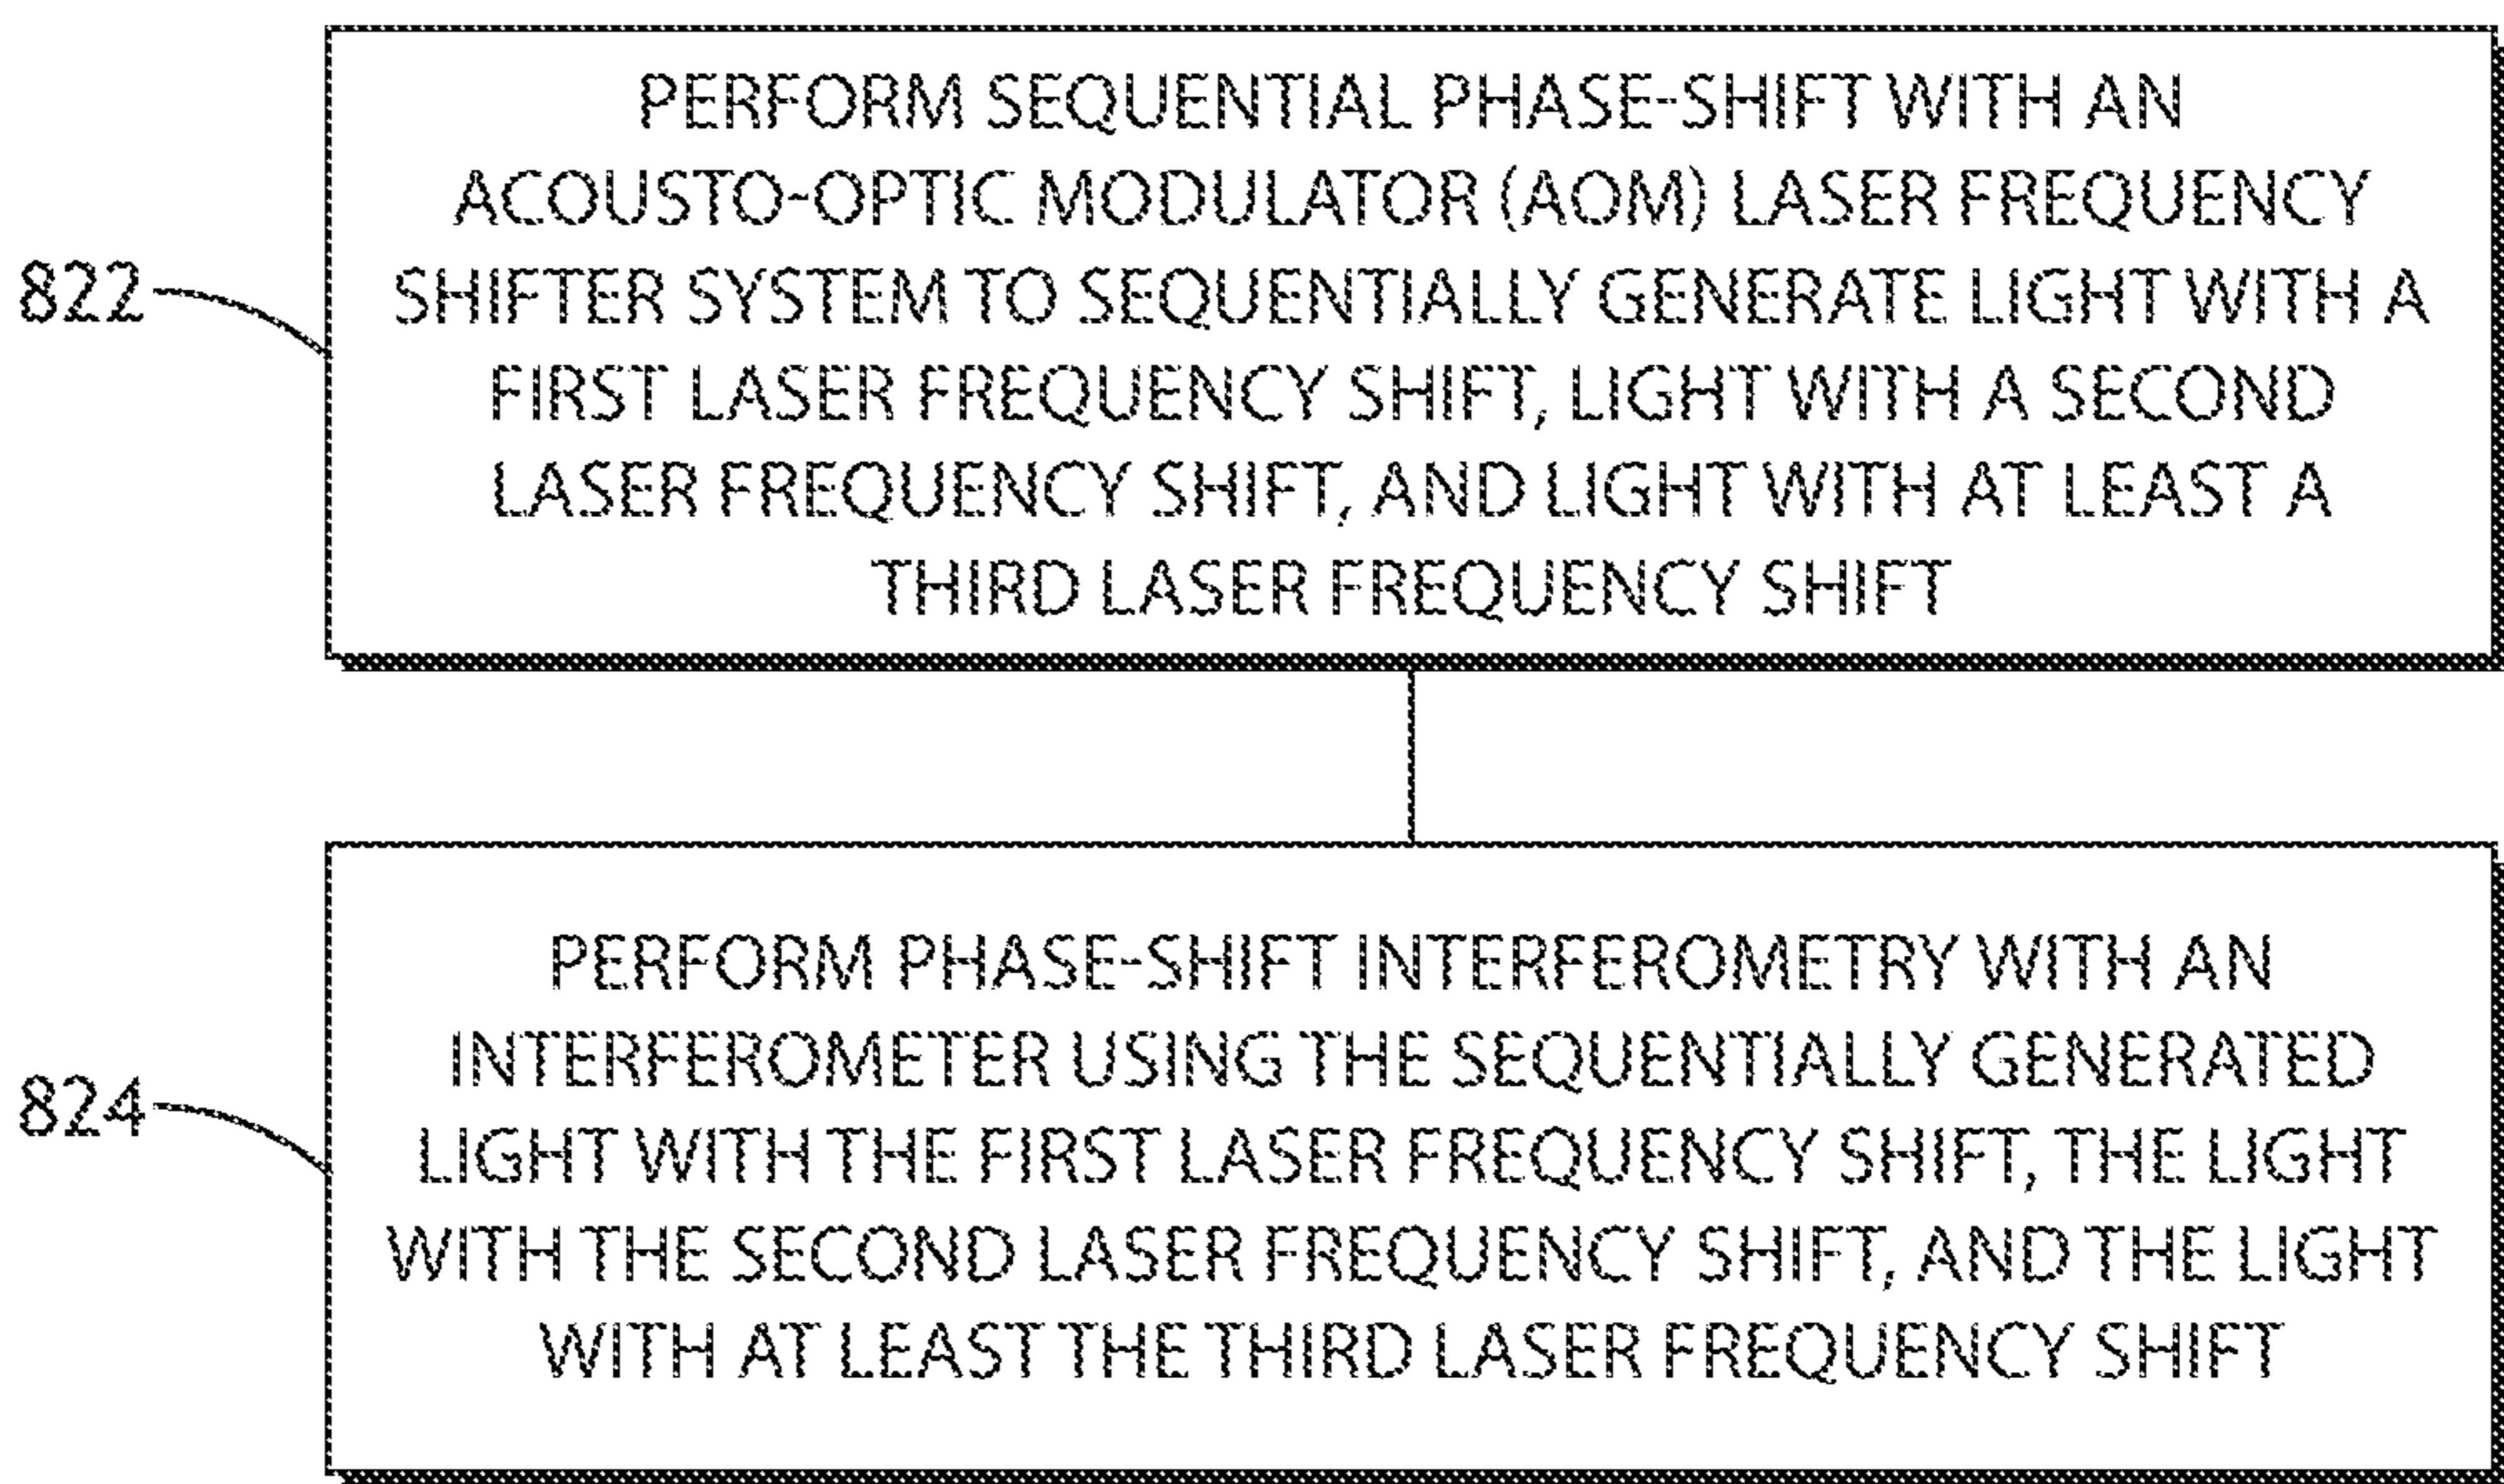 PERFORM SEQUENTIAL PHASE-SHIFT WITH AN
ACOUSTO-OPTIC MODULATOR (AOM) LASER FREQUENCY
822
SHIFTER SYSTEM TO SEQUENTIALLY GENERATE LIGHT WITH A
FIRST LASER FREQUENCY SHIFT, LIGHT WITH A SECOND
LASER FREQUENCY SHIFT, AND LIGHT WITH AT LEAST A
THIRD LASER FREQUENCY SHIFT
PERFORM PHASE-SHIFT INTERFEROMETRY WITH AN
INTERFEROMETER USING THE SEQUENTIALLY GENERATED
824
LIGHT WITH THE FIRST LASER FREQUENCY SHIFT, THE LIGHT
WITH THE SECOND LASER FREQUENCY SHIFT, AND THE LIGHT
WITH AT LEAST THE THIRD LASER FREQUENCY SHIFT